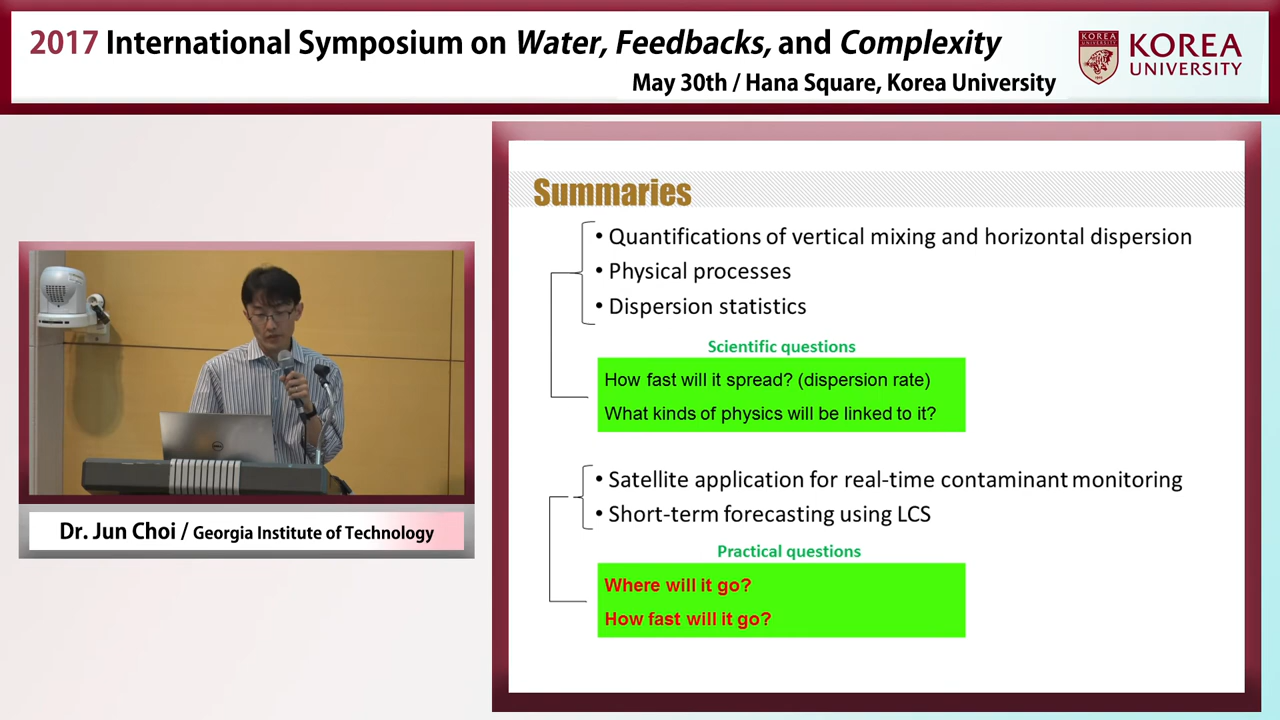 2017 International Symposium on Water, Feedbacks, and Complexity
May 30th / Hana Square, Korea University
KOREA
UNIVERSITY
Summaries
• Quantifications of vertical mixing and horizontal dispersion
• Physical processes
• Dispersion statistics
Scientific questions
How fast will it spread? (dispersion rate)
What kinds of physics will be linked to it?
• Satellite application for real-time contaminant monitoring
• Short-term forecasting using LCS
Practical questions
Where will it go?
How fast will it go?
Dr. Jun Choi / Georgia Institute of Technology